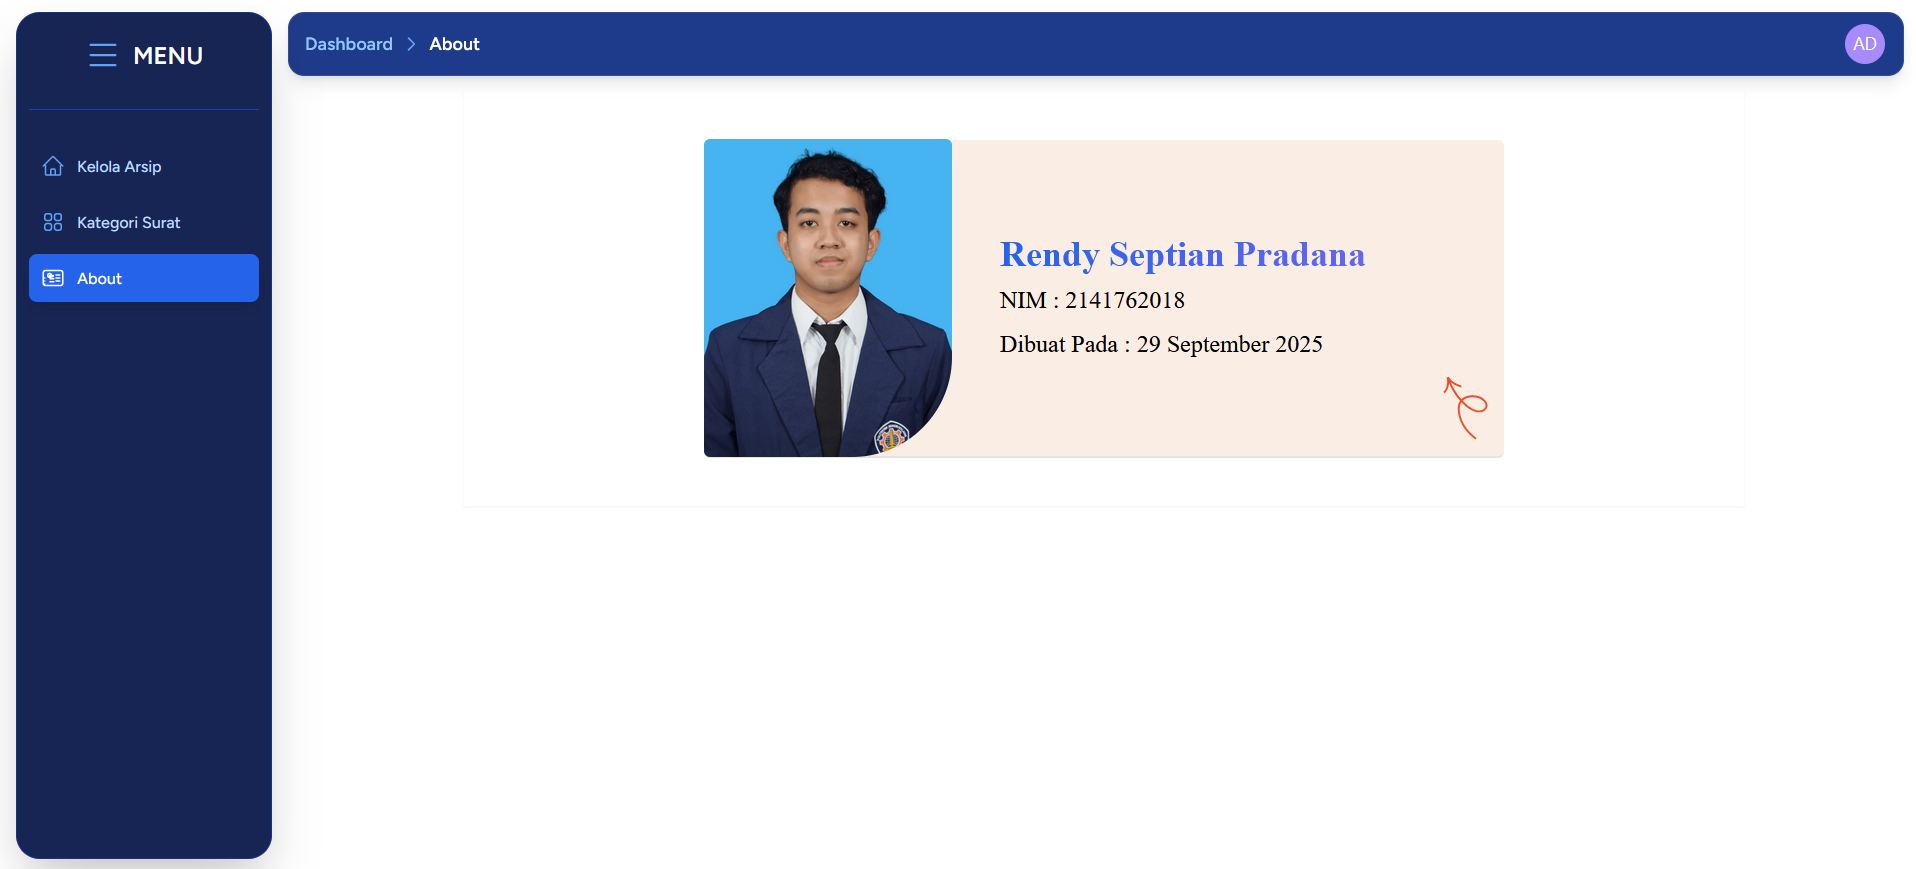 MENU
Kelola Arsip
Kategori Surat
About
Dashboard > About
AD
Rendy Septian Pradana
NIM : 2141762018
Dibuat Pada : 29 September 2025